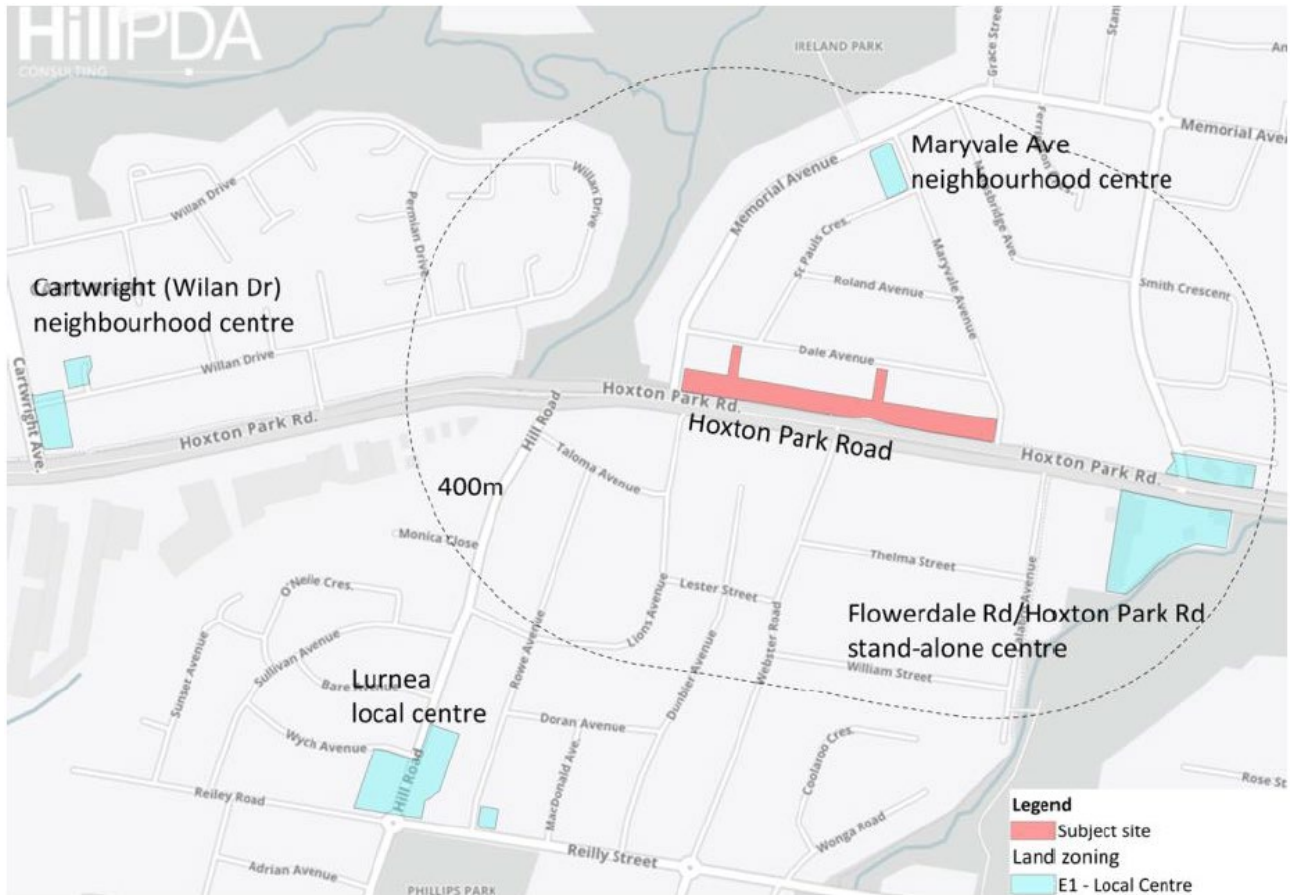 HillPDA
CONSULTING
IRELAND PARK
Grace Street
Memorial Aven
Maryvale Ave
neighbourhood centre
Memorial Avenue
Willan Drive
Willan Drive
Permian Drive
St Pauls Cres.
Maryvale Avenue
Roland Avenue
Smith Crescent
Cartwright (Wilan Dr)
neighbourhood centre
Cartwright Ave.
Willan Drive
Dale Avenue
Hoxton Park Rd.
Hoxton Park Rd.
Hoxton Park Road
Hoxton Park Rd.
Hill Road
Taloma Avenue
400m
Monica Close
Thelma Street
O'Neile Cres.
Lester Street
Lions Avenue
Rowe Avenue
Flowerdale Rd/Hoxton Park Rd
stand-alone centre
Sunset Avenue
Sullivan Avenue
Webster Road
William Street
Dunbier Avenue
Lurnea
local centre
Bare Avenue
Doran Avenue
Wych Avenue
Hill Road
MacDonald Ave.
Coolaroo Cres.
Rose St
Reiley Road
Wonga Road
Reilly Street
Adrian Avenue
PHILLIPS PARK
Legend
Subject site
Land zoning
E1 - Local Centre